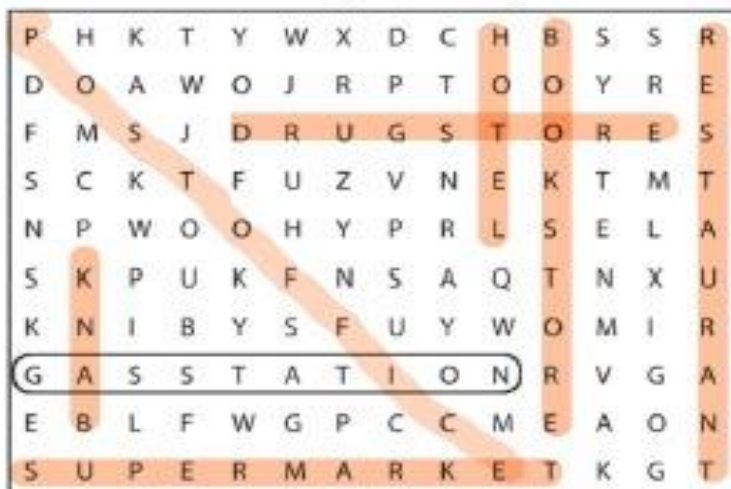 P H K T Y W X D C H B S S R
D O A W O J R P T O O Y R E
F M S J D R U G S T O R E S
S C K T F U Z V N E K T M T
N P W O O H Y P R L S E L A
S K P U K F N S A Q T N X U
K N I B Y S F U Y W O M I R
G A S S T A T I O N R V G A
E B L F W G P C C M E A O N
S U P E R M A R K E T K G T